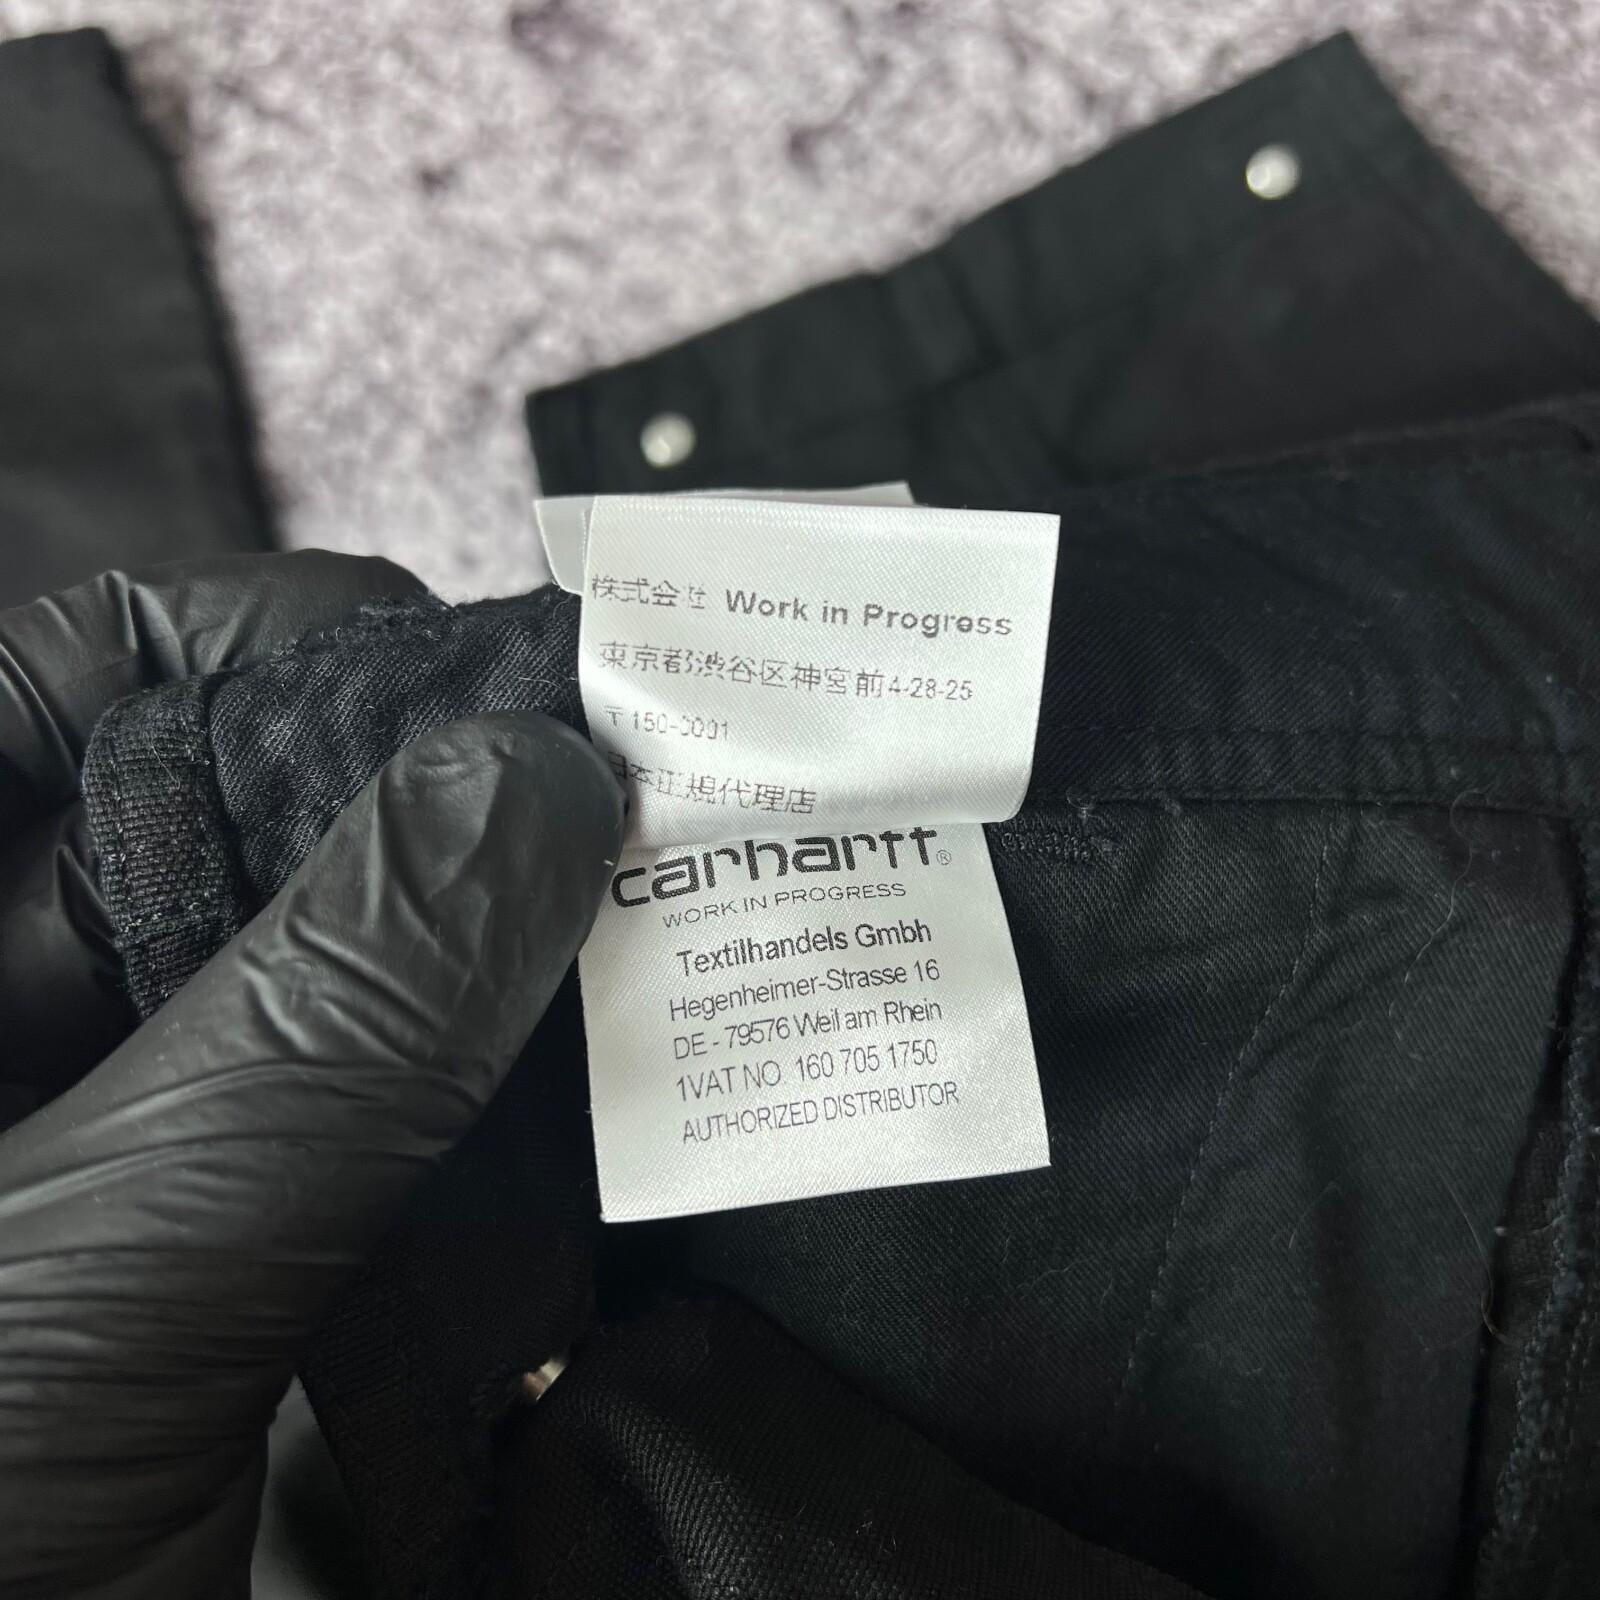 株式会社 Work in Progress
東京都渋谷区神宮前4-28-25
〒150-0001
日本正規代理店
carhartt®
WORK IN PROGRESS
Textilhandels Gmbh
Hegenheimer-Strasse 16
DE - 79576 Weil am Rhein
1VAT NO. 160 705 1750
AUTHORIZED DISTRIBUTOR